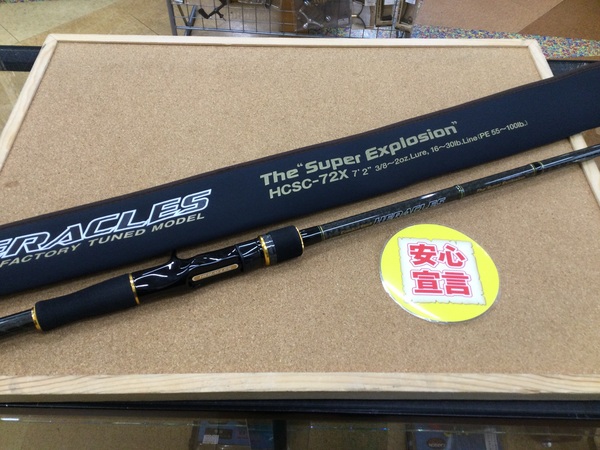 The "Super Explosion"
HCSC-72X 7'2" 3/8~2oz.Lure, 16~30lb.Line(PE 55~100lb.)
ERACLES
FACTORY TUNED MODEL
HERACLES
安心
宣言